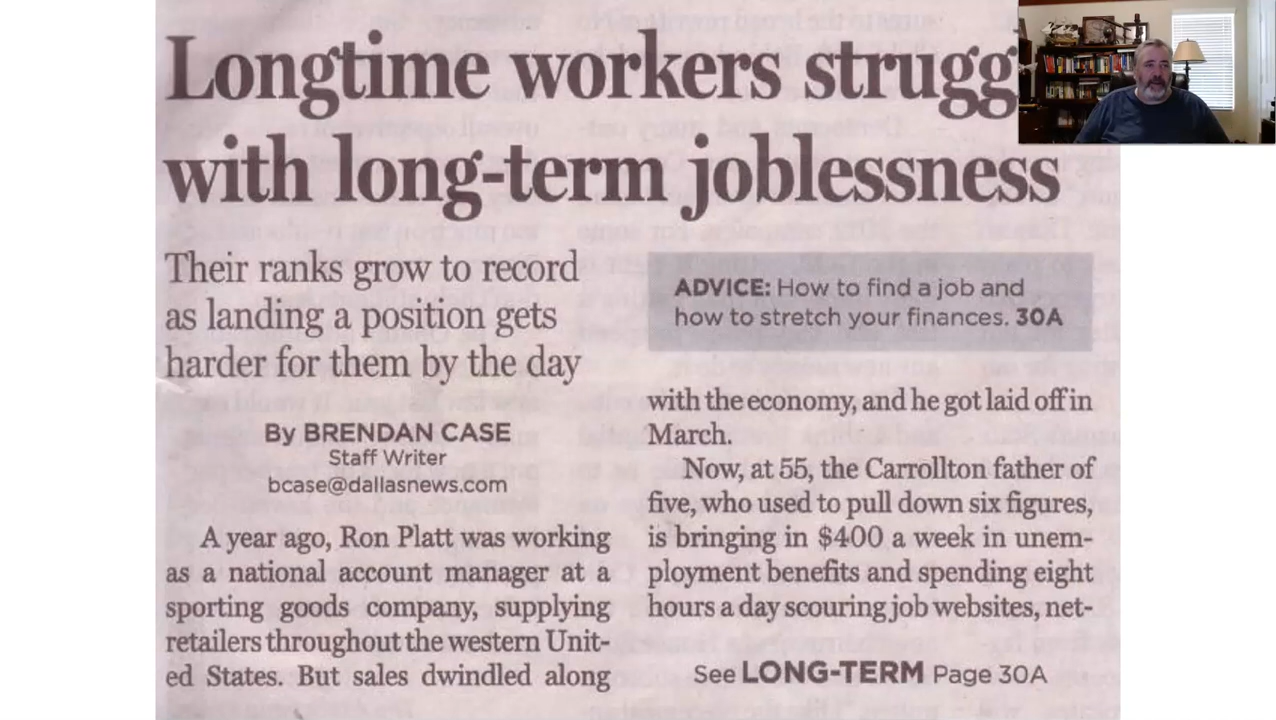 Longtime workers strugg
with long-term joblessness
Their ranks grow to record
as landing a position gets
harder for them by the day
By BRENDAN CASE
Staff Writer
bcase@dallasnews.com
A year ago, Ron Platt was working
as a national account manager at a
sporting goods company, supplying
retailers throughout the western Unit-
ed States. But sales dwindled along
ADVICE: How to find a job and
how to stretch your finances. 30A
with the economy, and he got laid off in
March.
Now, at 55, the Carrollton father of
five, who used to pull down six figures,
is bringing in $400 a week in unem-
ployment benefits and spending eight
hours a day scouring job websites, net-
See LONG-TERM Page 30A